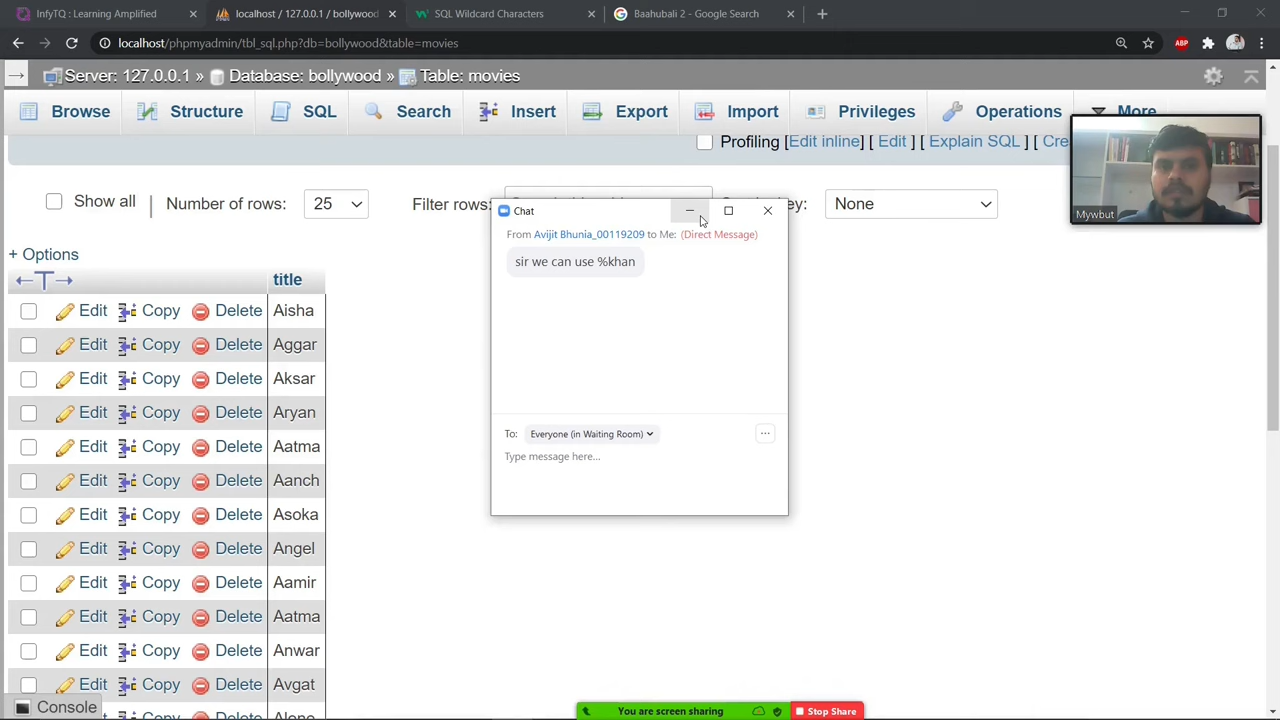 InfyTQ : Learning Amplified
localhost / 127.0.0.1 / bollywood
SQL Wildcard Characters
Baahubali 2 - Google Search
localhost/phpmyadmin/tbl_sql.php?db=bollywood&table=movies
ABP
Server: 127.0.0.1 » Database: bollywood » Table: movies
Browse Structure SQL Search Insert Export Import Privileges Operations More
Profiling [Edit inline] [ Edit ] [ Explain SQL ] [
Show all Number of rows: 25 Filter rows: None
Mywbut
Chat
From Avijit Bhunia_00119209 to Me: (Direct Message)
sir we can use %khan
+ Options
←T→ title
Edit Copy Delete Aisha
Edit Copy Delete Aggar
Edit Copy Delete Aksar
Edit Copy Delete Aryan
To: Everyone (in Waiting Room)
Edit Copy Delete Aatma
Type message here...
Edit Copy Delete Aanch
Edit Copy Delete Asoka
Edit Copy Delete Angel
Edit Copy Delete Aamir
Edit Copy Delete Aatma
Edit Copy Delete Anwar
Edit Copy Delete Avgat
Console
You are screen sharing Stop Share